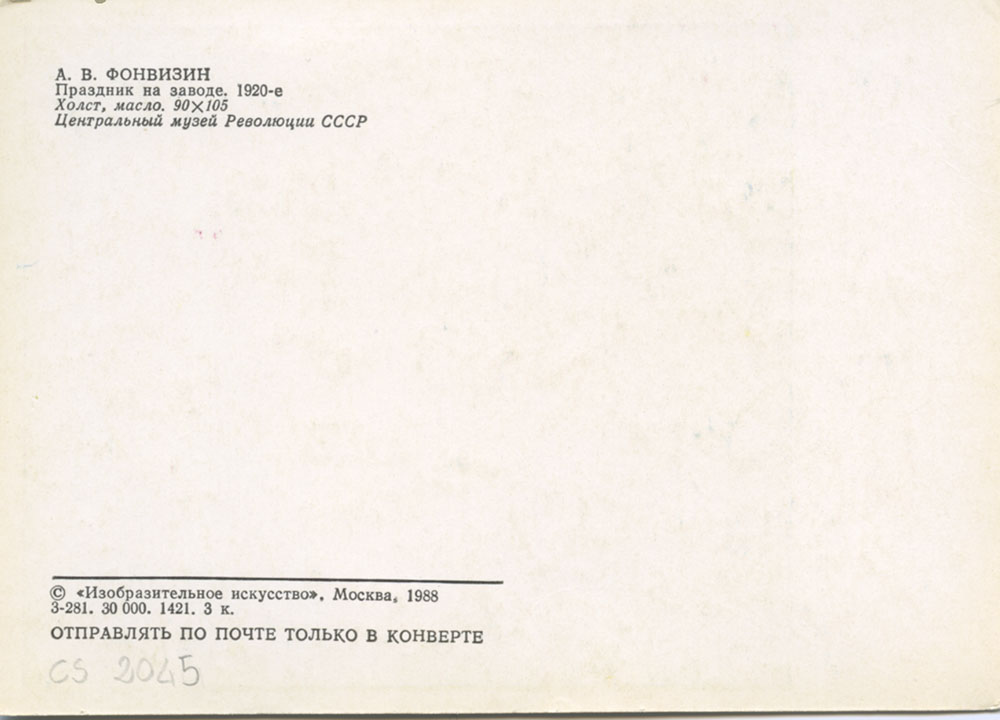 А. В. ФОНВИЗИН
Праздник на заводе. 1920-е
Холст, масло. 90×105
Центральный музей Революции СССР
© «Изобразительное искусство», Москва, 1988
3-281. 30 000. 1421. 3 к.
ОТПРАВЛЯТЬ ПО ПОЧТЕ ТОЛЬКО В КОНВЕРТЕ
CS 2045